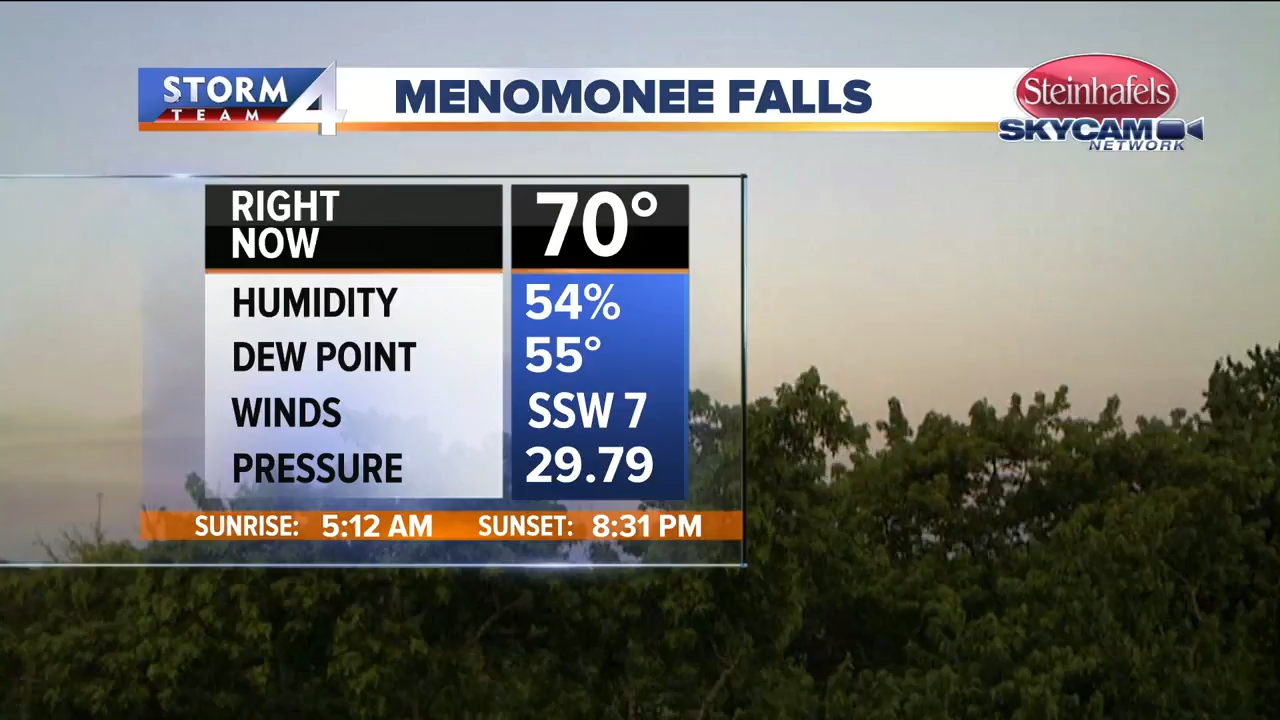 STORM
TEAM
4
MENOMONEE FALLS
Steinhafels
SKYCAM
NETWORK
RIGHT
NOW
70°
HUMIDITY 54%
DEW POINT 55°
WINDS SSW 7
PRESSURE 29.79
SUNRISE: 5:12 AM SUNSET: 8:31 PM